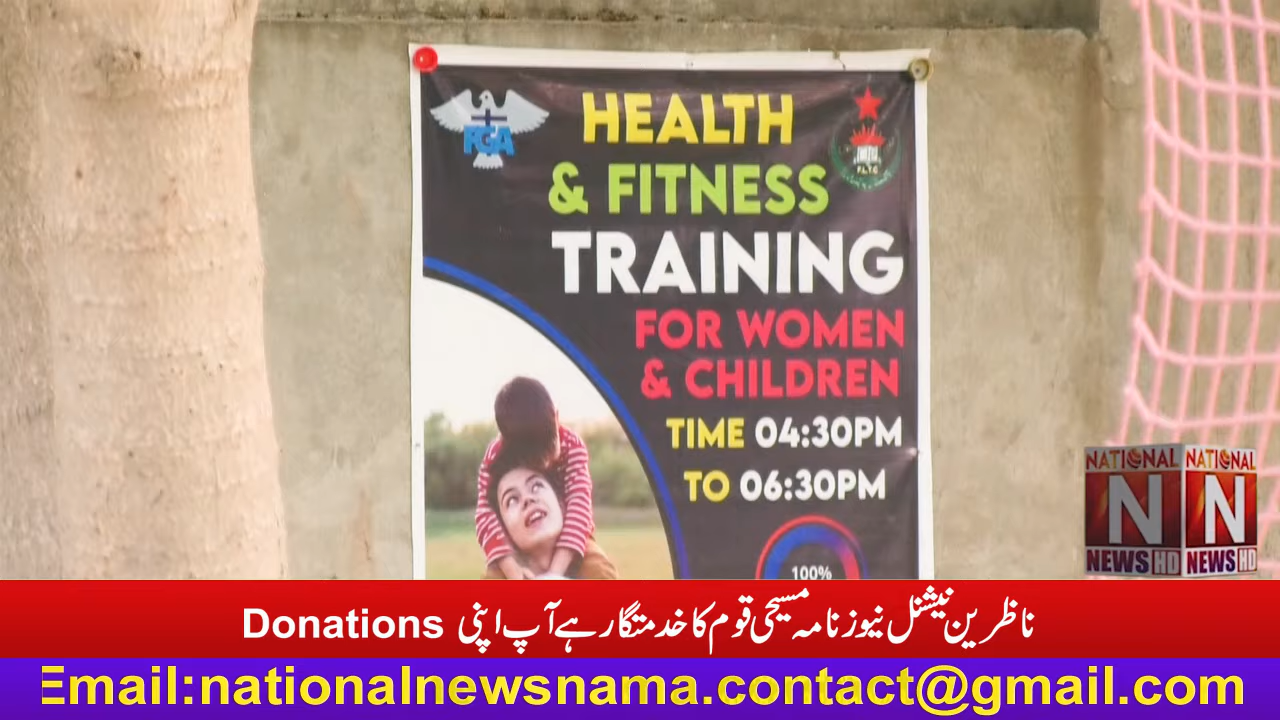 FGA
HEALTH
& FITNESS
TRAINING
FOR WOMEN
& CHILDREN
TIME 04:30PM
TO 06:30PM
100%
NATIONAL
N
NEWS HD
NATIONAL
N
NEWS HD
ناظرین نیشنل نیوز نامہ مسیحی قوم کا خدمتگار ہے آپ اپنی Donations
Email:nationalnewsnama.contact@gmail.com